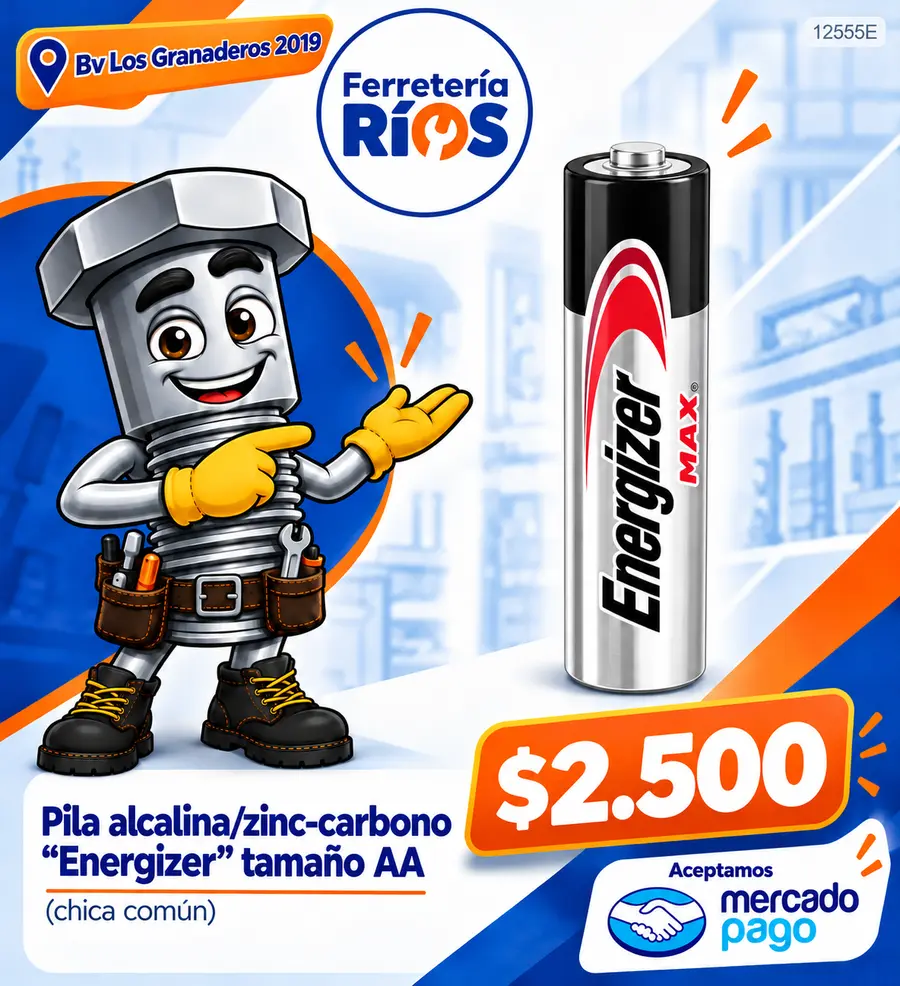 Bv Los Granaderos 2019
Ferretería
RÍOS
12555E
Energizer
MAX®
$2.500
Pila alcalina/zinc-carbono
“Energizer” tamaño AA
(chica común)
Aceptamos
mercado
pago